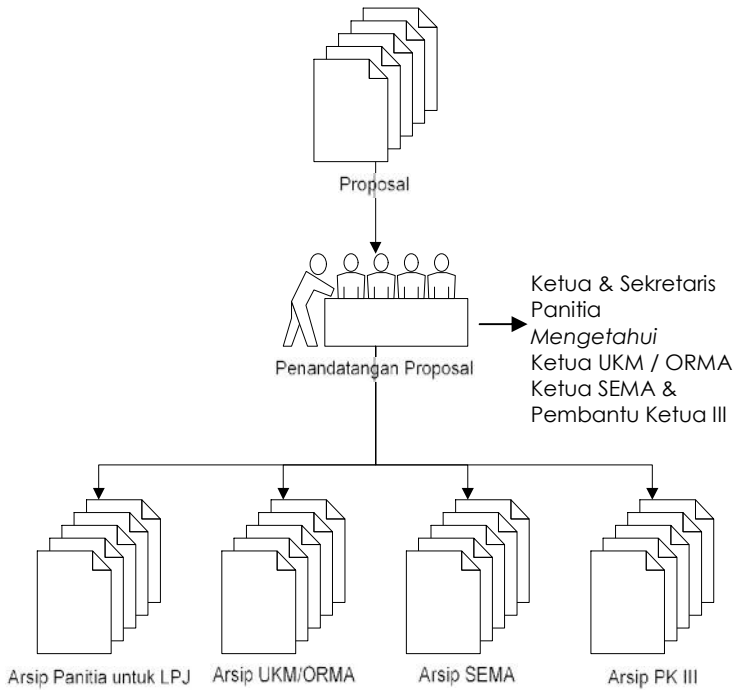 Proposal
Ketua & Sekretaris
Panitia
Mengetahui
Ketua UKM / ORMA
Ketua SEMA &
Pembantu Ketua III
Penandatangan Proposal
Arsip Panitia untuk LPJ
Arsip UKM/ORMA
Arsip SEMA
Arsip PK III